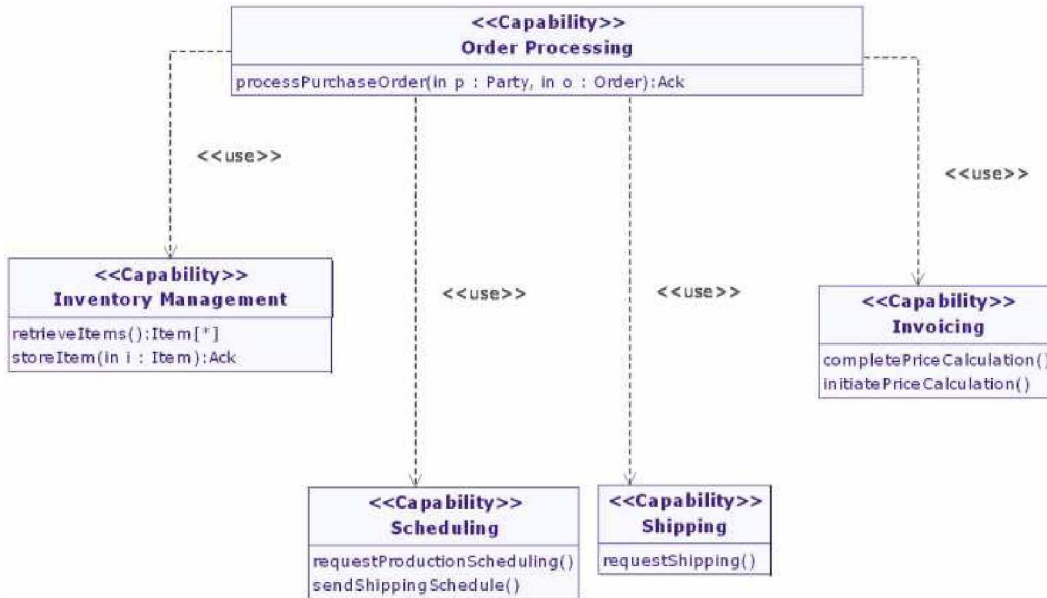 <<Capability>>
Order Processing
processPurchaseOrder(in p : Party, in o : Order):Ack
<<use>>
<<use>>
<<Capability>>
Inventory Management
retrieveItems():Item[*]
storeItem(in i : Item):Ack
<<use>>
<<use>>
<<Capability>>
Invoicing
completePriceCalculation()
initiatePriceCalculation()
<<Capability>>
Scheduling
requestProductionScheduling()
sendShippingSchedule()
<<Capability>>
Shipping
requestShipping()